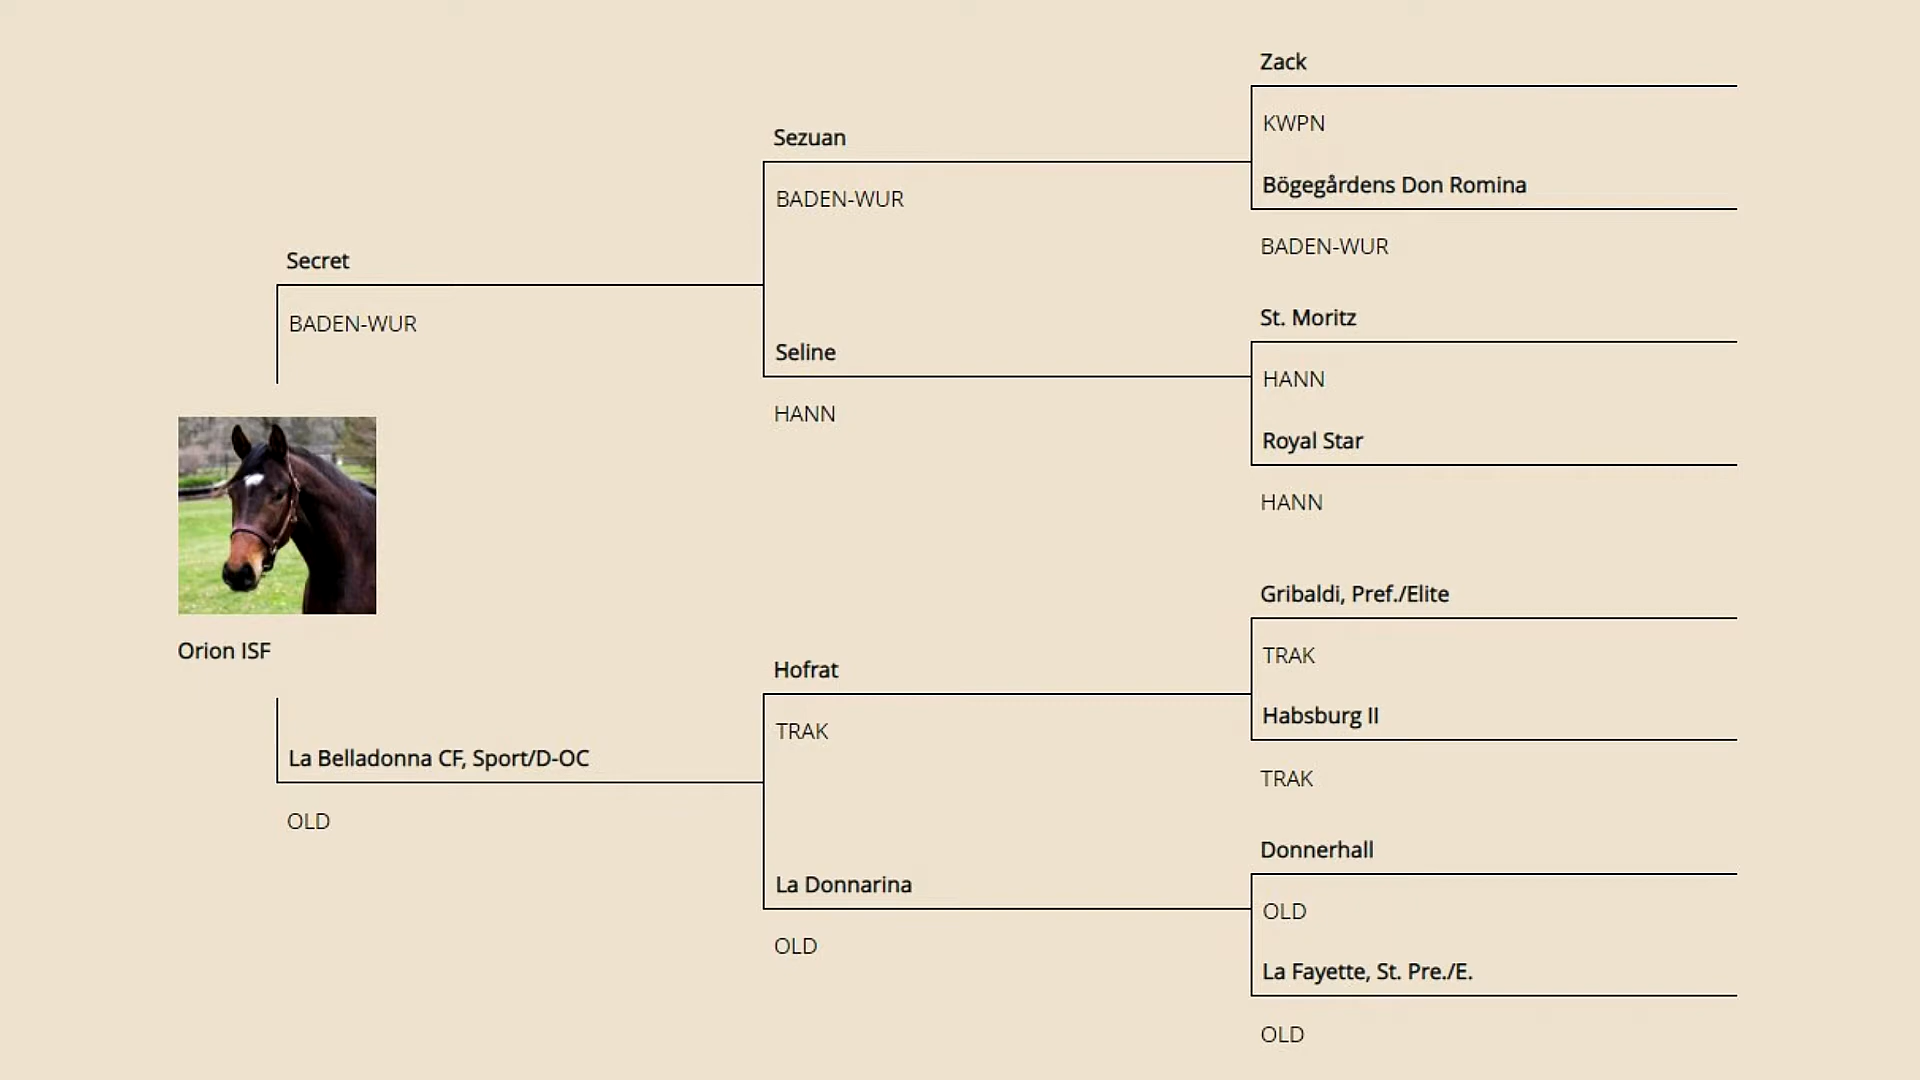 Zack
KWPN
Sezuan
BADEN-WUR
Bögegårdens Don Romina
BADEN-WUR
Secret
BADEN-WUR
St. Moritz
HANN
Seline
HANN
Royal Star
HANN
Orion ISF
Gribaldi, Pref./Elite
TRAK
Hofrat
TRAK
Habsburg II
TRAK
La Belladonna CF, Sport/D-OC
OLD
Donnerhall
OLD
La Donnarina
OLD
La Fayette, St. Pre./E.
OLD